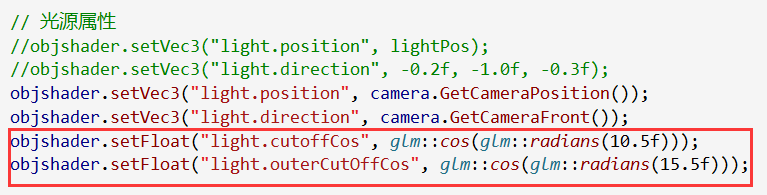 // 光源属性
//objshader.setVec3("light.position", lightPos);
//objshader.setVec3("light.direction", -0.2f, -1.0f, -0.3f);
objshader.setVec3("light.position", camera.GetCameraPosition());
objshader.setVec3("light.direction", camera.GetCameraFront());
objshader.setFloat("light.cutoffCos", glm::cos(glm::radians(10.5f)));
objshader.setFloat("light.outerCutOffCos", glm::cos(glm::radians(15.5f)));